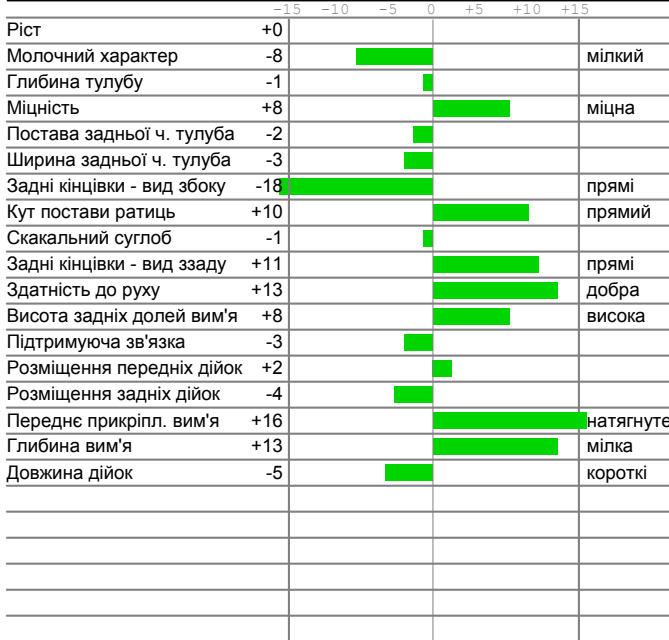 -15 -10 -5 0 +5 +10 +15
Ріст +0
Молочний характер -8 мілкий
Глибина тулубу -1
Міцність +8 міцна
Постава задньої ч. тулуба -2
Ширина задньої ч. тулуба -3
Задні кінцівки - вид збоку -18 прямі
Кут постави ратиць +10 прямий
Скакальний суглоб -1
Задні кінцівки - вид ззаду +11 прямі
Здатність до руху +13 добра
Висота задніх долей вим'я +8 висока
Підтримуюча зв'язка -3
Розміщення передніх дійок +2
Розміщення задніх дійок -4
Переднє прикріпл. вим'я +16 натягнуте
Глибина вим'я +13 мілка
Довжина дійок -5 короткі